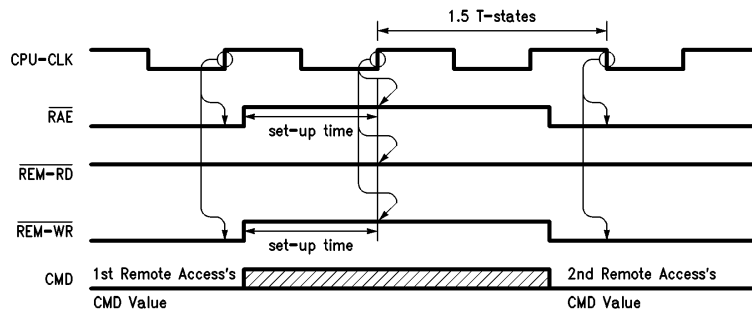 1.5 T-states
CPU-CLK
RAE
set-up time
REM-RD
REM-WR
set-up time
CMD
1st Remote Access's
CMD Value
2nd Remote Access's
CMD Value